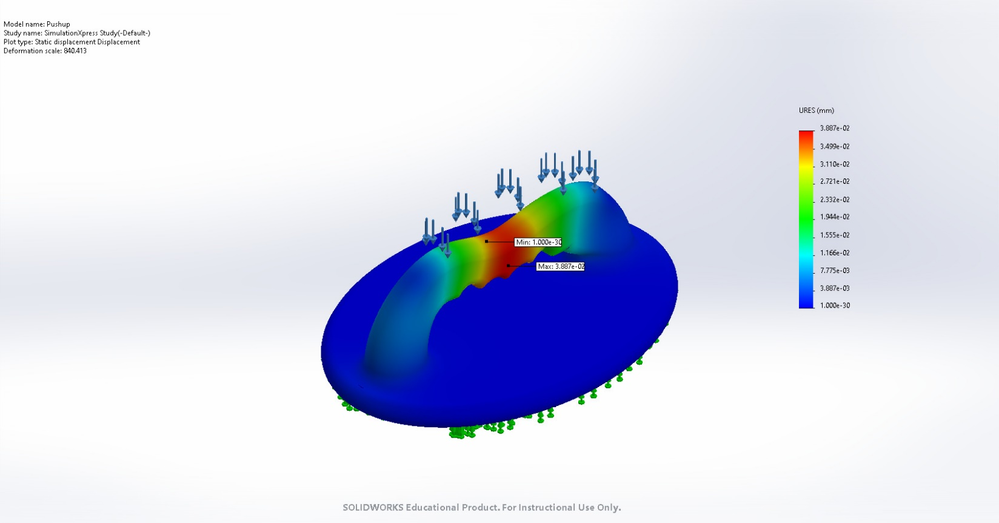 Model name: Pushup
Study name: SimulationXpress Study(-Default-)
Plot type: Static displacement Displacement
Deformation scale: 840.413
URES (mm)
3.887e-02
3.499e-02
3.110e-02
2.721e-02
2.332e-02
1.944e-02
1.555e-02
1.166e-02
7.775e-03
3.887e-03
1.000e-30
Min: 1.000e-30
Max: 3.887e-02
SOLIDWORKS Educational Product. For Instructional Use Only.